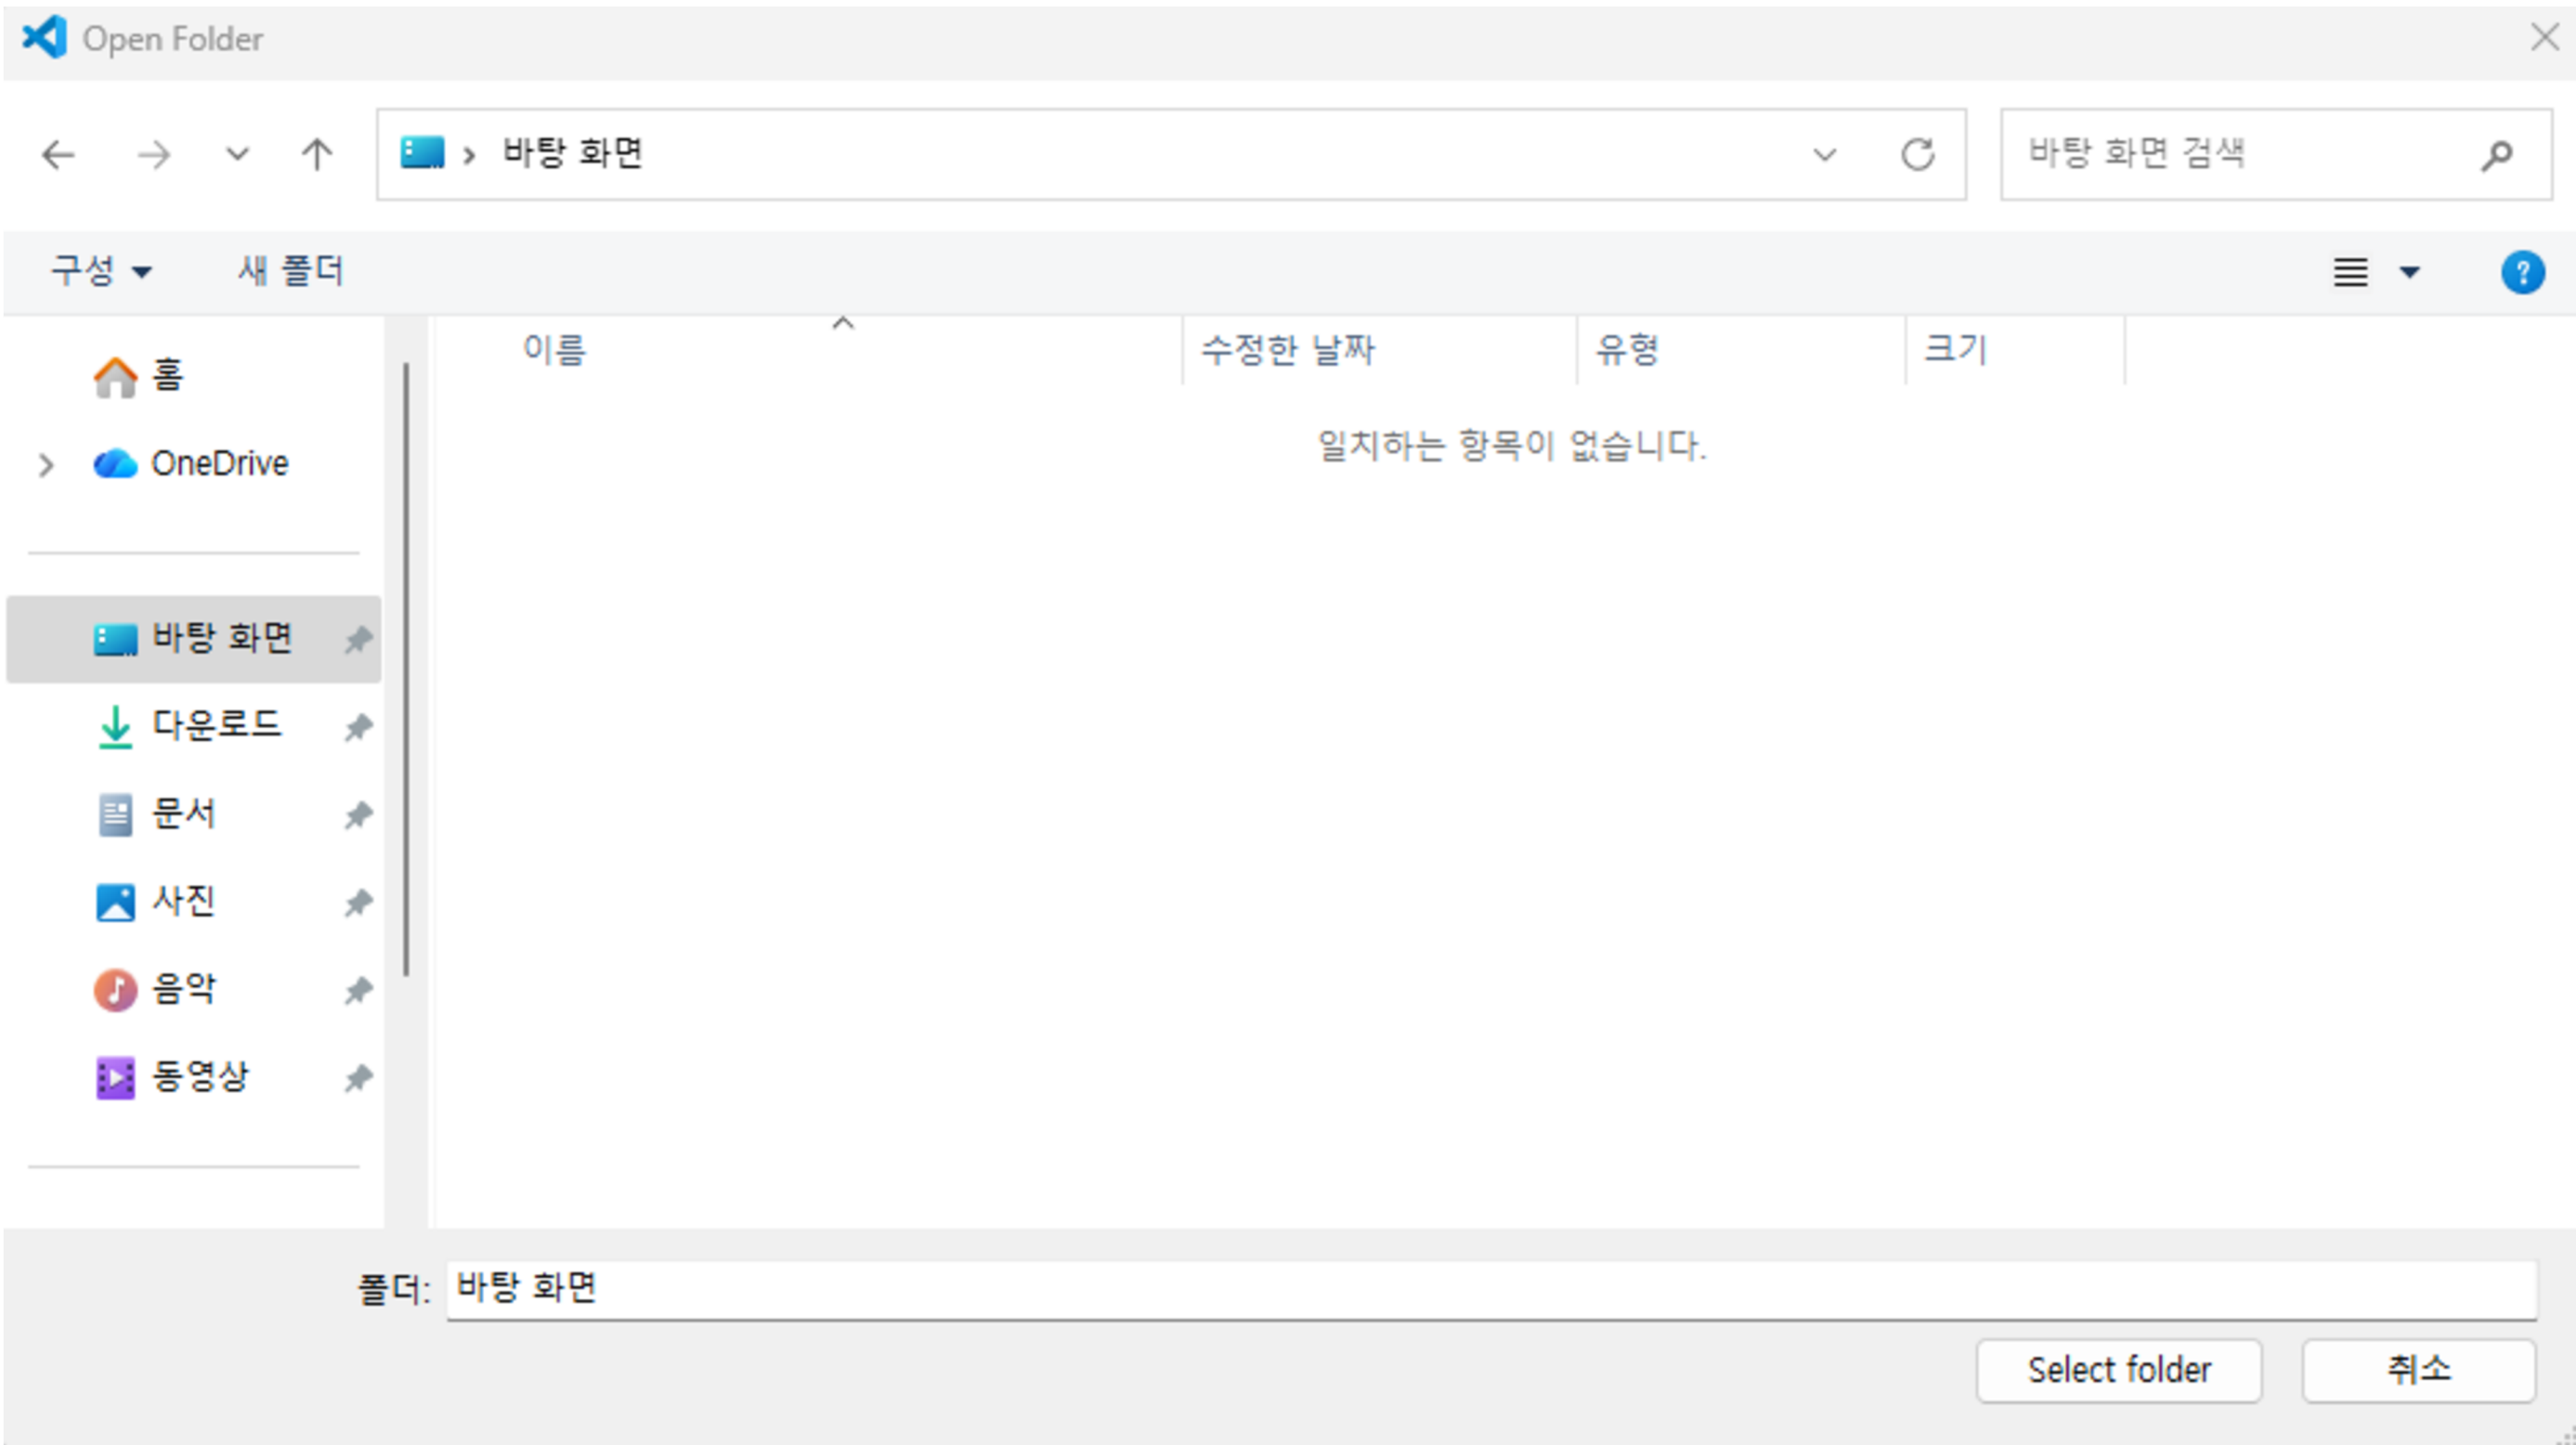 Open Folder
바탕 화면
바탕 화면 검색
구성
새 폴더
이름
수정한 날짜
유형
크기
홈
OneDrive
일치하는 항목이 없습니다.
바탕 화면
다운로드
문서
사진
음악
동영상
폴더: 바탕 화면
Select folder
취소